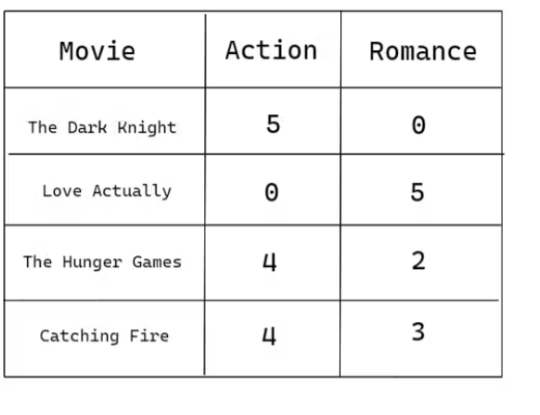 Movie Action Romance
The Dark Knight 5 0
Love Actually 0 5
The Hunger Games 4 2
Catching Fire 4 3